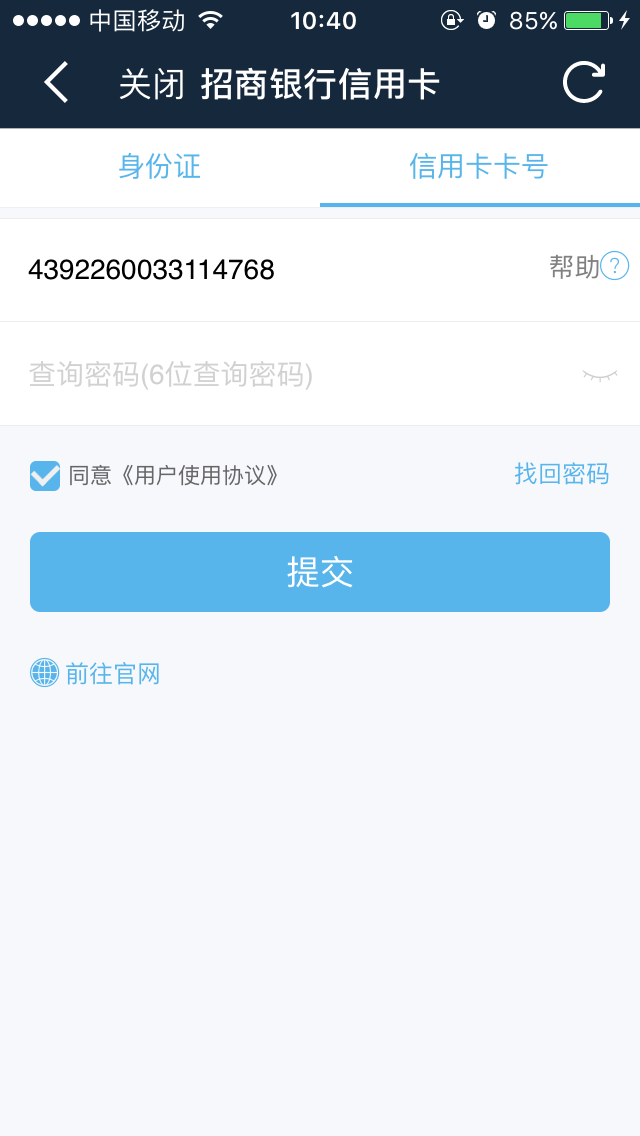 中国移动 10:40 85%
关闭 招商银行信用卡
身份证 信用卡卡号
4392260033114768 帮助?
查询密码(6位查询密码)
同意《用户使用协议》 找回密码
提交
前往官网